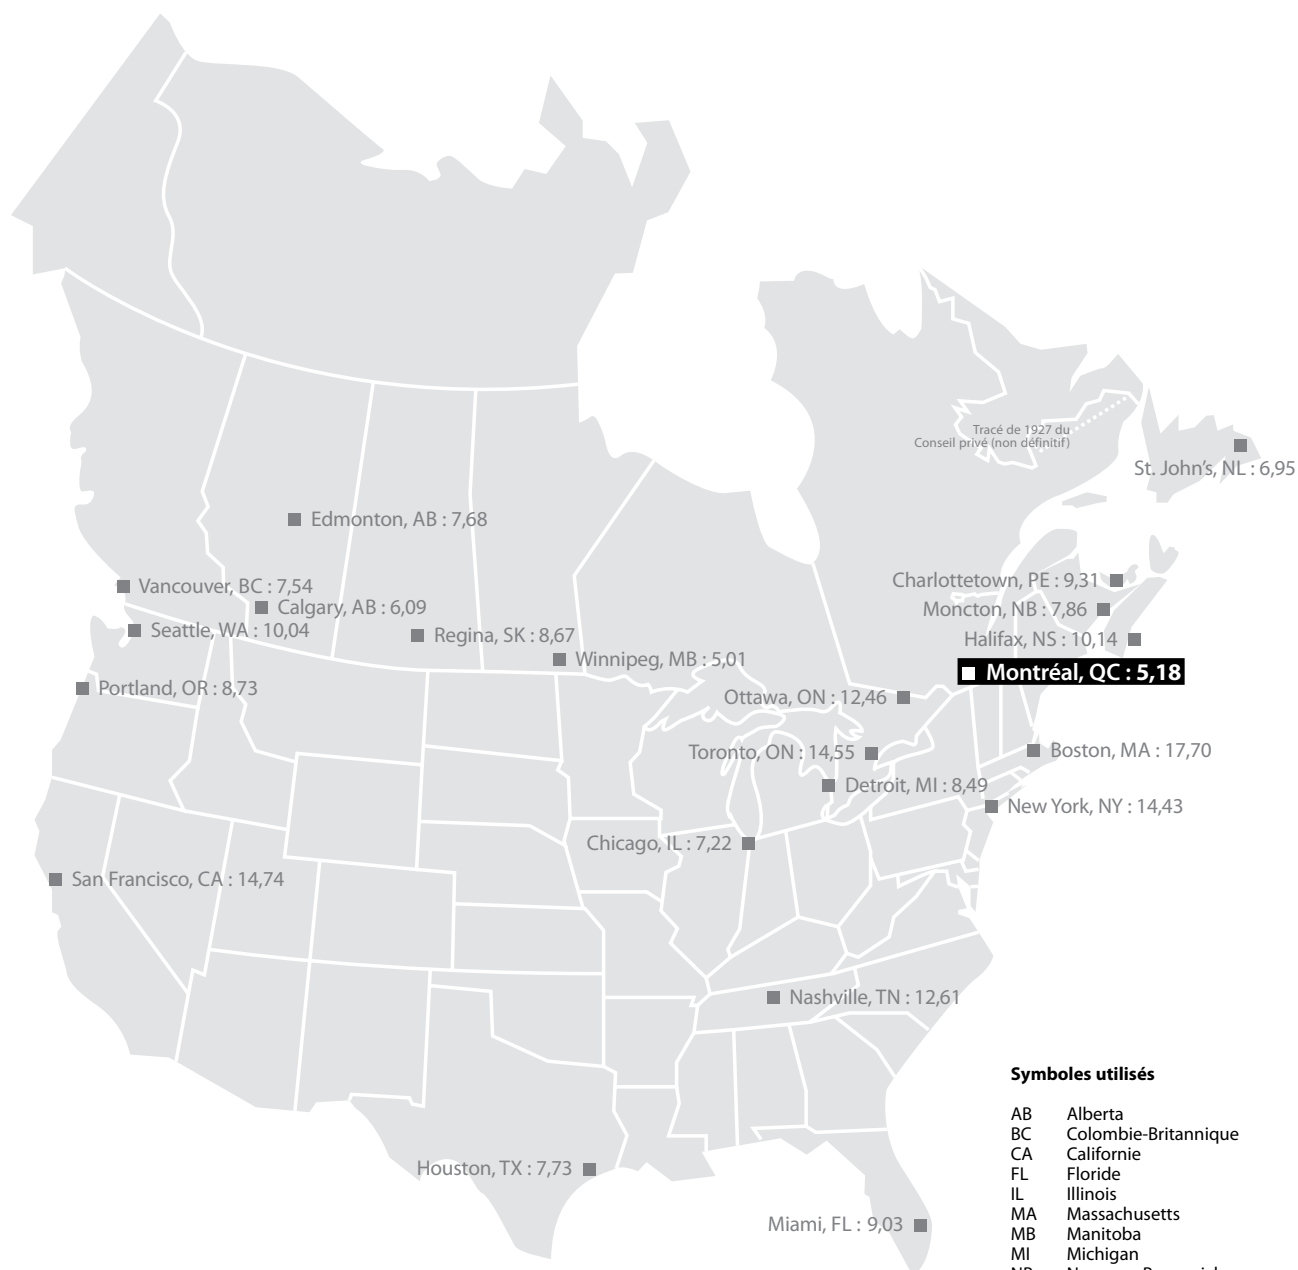 Tracé de 1927 du
Conseil privé (non définitif)
St. John's, NL : 6,95
Edmonton, AB : 7,68
Vancouver, BC : 7,54
Charlottetown, PE : 9,31
Calgary, AB : 6,09
Moncton, NB : 7,86
Seattle, WA : 10,04
Regina, SK : 8,67
Halifax, NS : 10,14
Winnipeg, MB : 5,01
Montréal, QC : 5,18
Portland, OR : 8,73
Ottawa, ON : 12,46
Toronto, ON : 14,55
Boston, MA : 17,70
Detroit, MI : 8,49
New York, NY : 14,43
Chicago, IL : 7,22
San Francisco, CA : 14,74
Nashville, TN : 12,61
Houston, TX : 7,73
Miami, FL : 9,03
Symboles utilisés
AB Alberta
BC Colombie-Britannique
CA Californie
FL Floride
IL Illinois
MA Massachusetts
MB Manitoba
MI Michigan